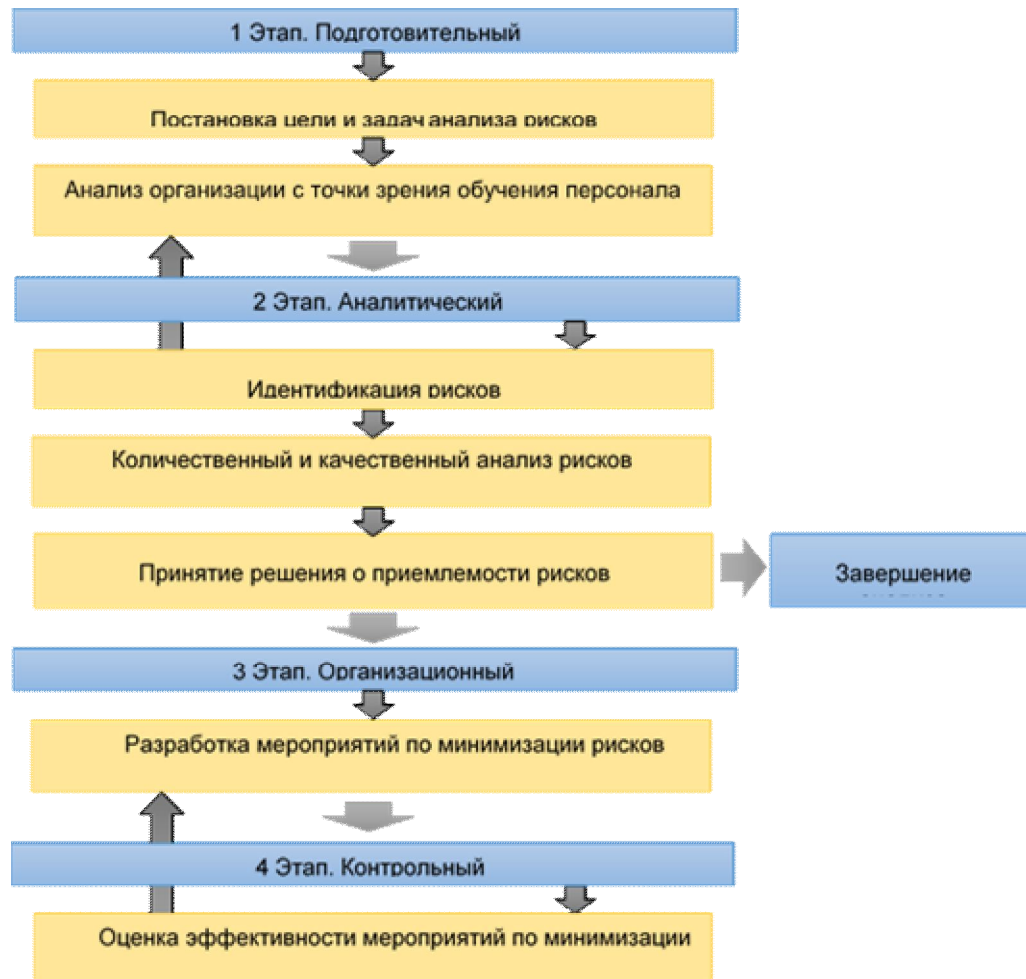 1 Этап. Подготовительный
Постановка цели и задач анализа рисков
Анализ организации с точки зрения обучения персонала
2 Этап. Аналитический
Идентификация рисков
Количественный и качественный анализ рисков
Принятие решения о приемлемости рисков
Завершение
3 Этап. Организационный
Разработка мероприятий по минимизации рисков
4 Этап. Контрольный
Оценка эффективности мероприятий по минимизации